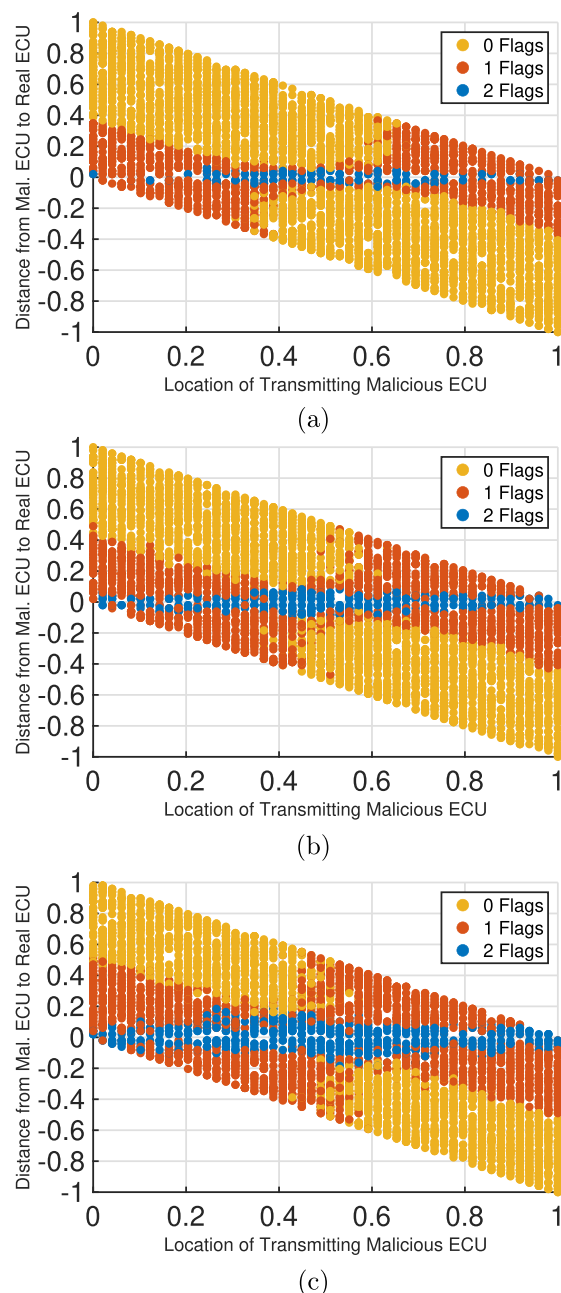 1
0.8
0.6
0.4
0.2
0
-0.2
-0.4
-0.6
-0.8
-1
Distance from Mal. ECU to Real ECU
0 Flags
1 Flags
2 Flags
0 0.2 0.4 0.6 0.8 1
Location of Transmitting Malicious ECU
(a)
1
0.8
0.6
0.4
0.2
0
-0.2
-0.4
-0.6
-0.8
-1
Distance from Mal. ECU to Real ECU
0 Flags
1 Flags
2 Flags
0 0.2 0.4 0.6 0.8 1
Location of Transmitting Malicious ECU
(b)
1
0.8
0.6
0.4
0.2
0
-0.2
-0.4
-0.6
-0.8
-1
Distance from Mal. ECU to Real ECU
0 Flags
1 Flags
2 Flags
0 0.2 0.4 0.6 0.8 1
Location of Transmitting Malicious ECU
(c)